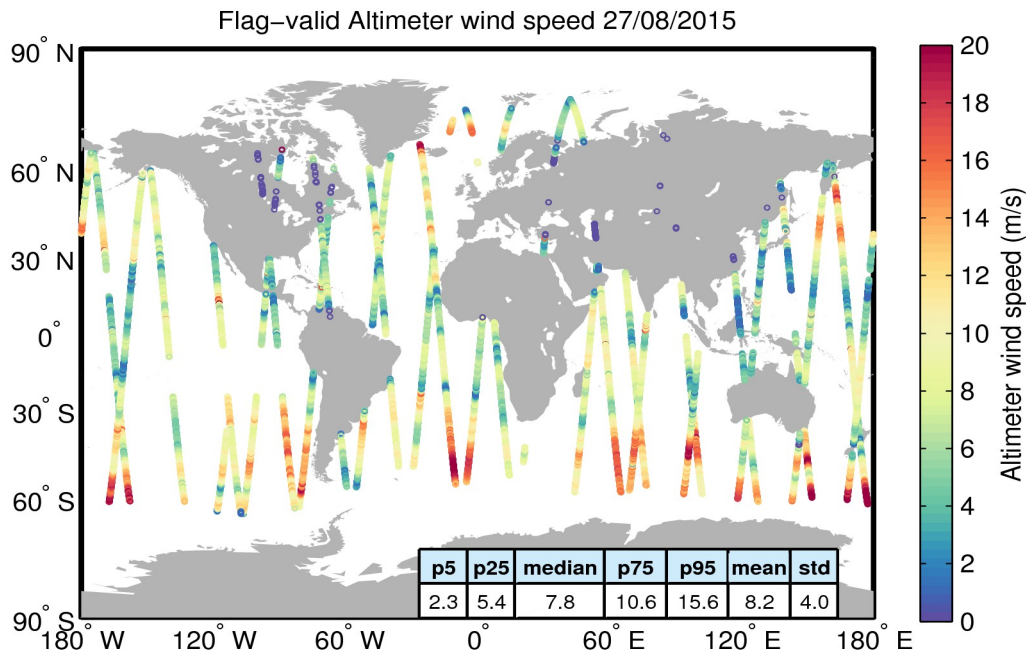 Flag−valid Altimeter wind speed 27/08/2015
90° N
60° N
30° N
0°
30° S
60° S
90° S
180° W
120° W
60° W
0°
60° E
120° E
180° E
p5 p25 median p75 p95 mean std
2.3 5.4 7.8 10.6 15.6 8.2 4.0
20
18
16
14
12
10
8
6
4
2
0
Altimeter wind speed (m/s)